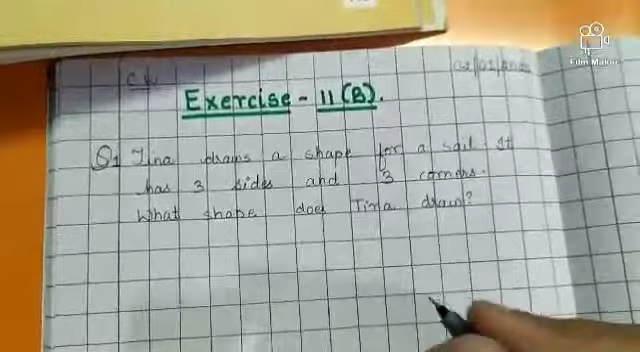 C.W.
Exercise - 11(B).
Q1 Tina draws a shape for a sail. It
has 3 sides and 3 corners.
What shape does Tina draw?
Film Maker